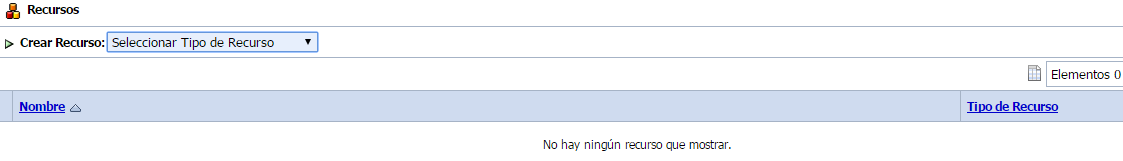 Recursos
Crear Recurso: Seleccionar Tipo de Recurso
Elementos 0
Nombre Tipo de Recurso
No hay ningún recurso que mostrar.